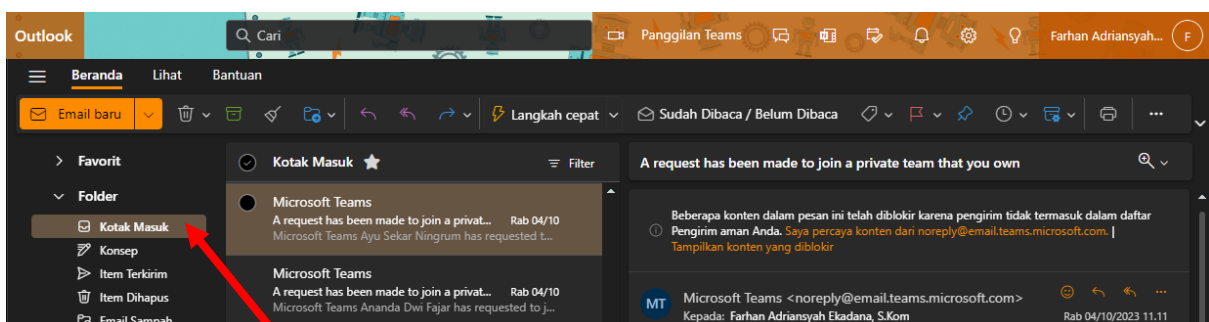 Outlook
Cari
Panggilan Teams
Farhan Adriansyah...
F
Beranda Lihat Bantuan
Email baru
Langkah cepat
Sudah Dibaca / Belum Dibaca
Favorit
Folder
Kotak Masuk
Konsep
Item Terkirim
Item Dihapus
Email Sampah
Kotak Masuk
Filter
Microsoft Teams
A request has been made to join a privat... Rab 04/10
Microsoft Teams Ayu Sekar Ningrum has requested t...
Microsoft Teams
A request has been made to join a privat... Rab 04/10
Microsoft Teams Ananda Dwi Fajar has requested to j...
A request has been made to join a private team that you own
Beberapa konten dalam pesan ini telah diblokir karena pengirim tidak termasuk dalam daftar
Pengirim aman Anda. Saya percaya konten dari noreply@email.teams.microsoft.com. |
Tampilkan konten yang diblokir
MT
Microsoft Teams <noreply@email.teams.microsoft.com>
Kepada: Farhan Adriansyah Ekadana, S.Kom
Rab 04/10/2023 11.11